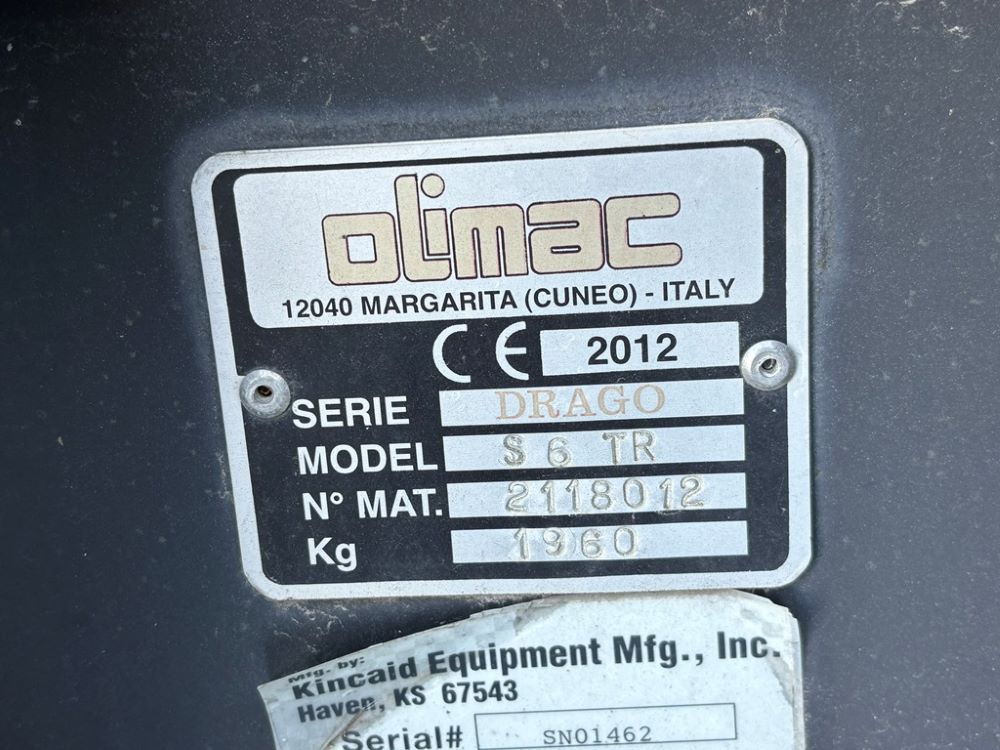 olimac
12040 MARGARITA (CUNEO) - ITALY
CE 2012
SERIE DRAGO
MODEL S 6 TR
N° MAT. 2118012
Kg 1960
Mfg. by:
Kincaid Equipment Mfg., Inc.
Haven, KS 67543
Serial# SN01462